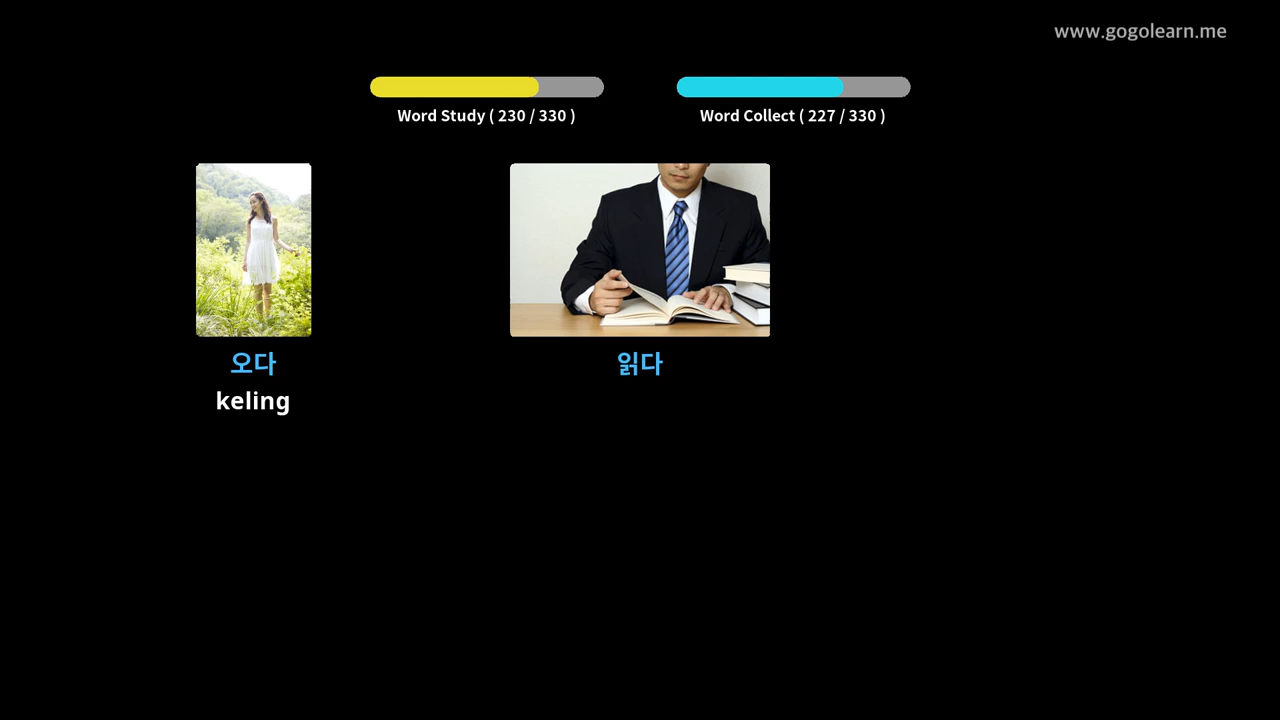 www.gogolearn.me
Word Study ( 230 / 330 )
Word Collect ( 227 / 330 )
오다
keling
읽다